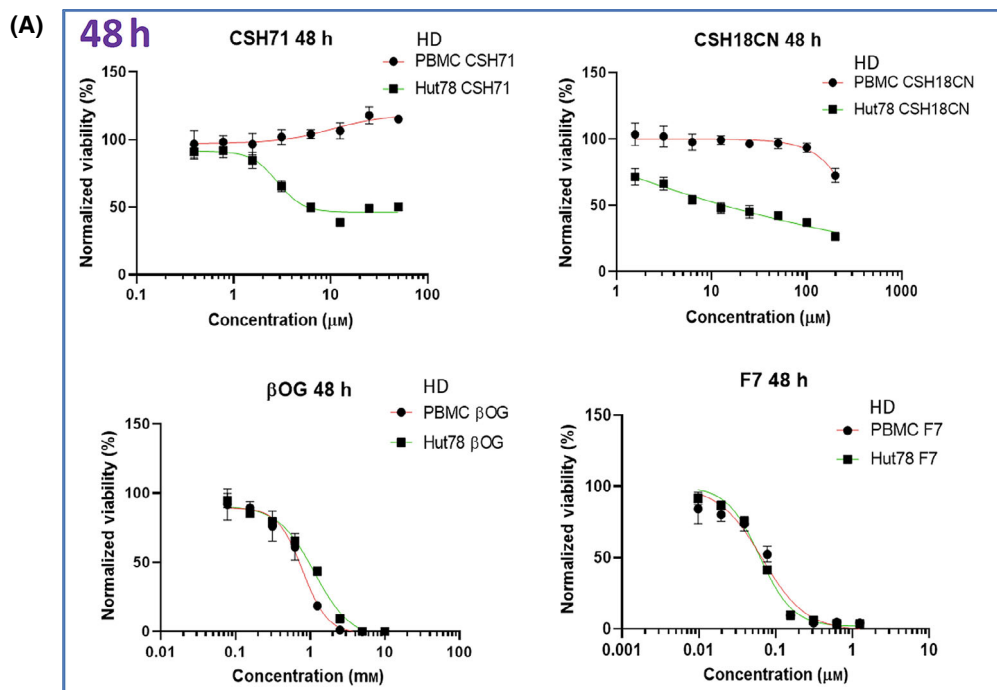 (A)
48 h
CSH71 48 h
HD
PBMC CSH71
Hut78 CSH71
Normalized viability (%)
150
100
50
0
0.1
1
10
100
Concentration (μM)
CSH18CN 48 h
HD
PBMC CSH18CN
Hut78 CSH18CN
Normalized viability (%)
150
100
50
0
1
10
100
1000
Concentration (μM)
βOG 48 h
HD
PBMC βOG
Hut78 βOG
Normalized viability (%)
150
100
50
0
0.01
0.1
1
10
100
Concentration (mM)
F7 48 h
HD
PBMC F7
Hut78 F7
Normalized viability (%)
150
100
50
0
0.001
0.01
0.1
1
10
Concentration (μM)